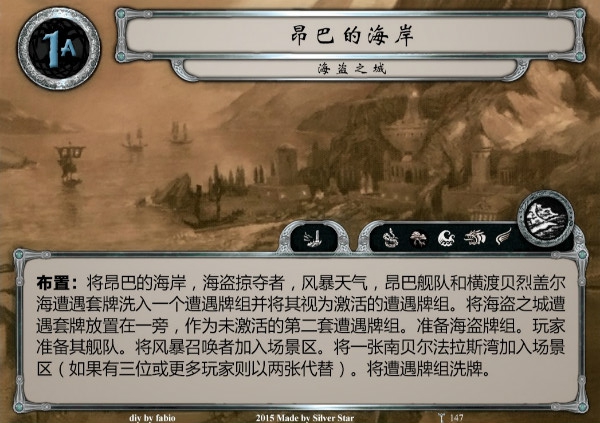 1A
昂巴的海岸
海盗之城
布置：将昂巴的海岸，海盗掠夺者，风暴天气，昂巴舰队和横渡贝烈盖尔
海遭遇套牌洗入一个遭遇牌组并将其视为激活的遭遇牌组。将海盗之城遭
遇套牌放置在一旁，作为未激活的第二套遭遇牌组。准备海盗牌组。玩家
准备其舰队。将风暴召唤者加入场景区。将一张南贝尔法拉斯湾加入场景
区（如果有三位或更多玩家则以两张代替）。将遭遇牌组洗牌。
diy by fabio 2015 Made by Silver Star 147